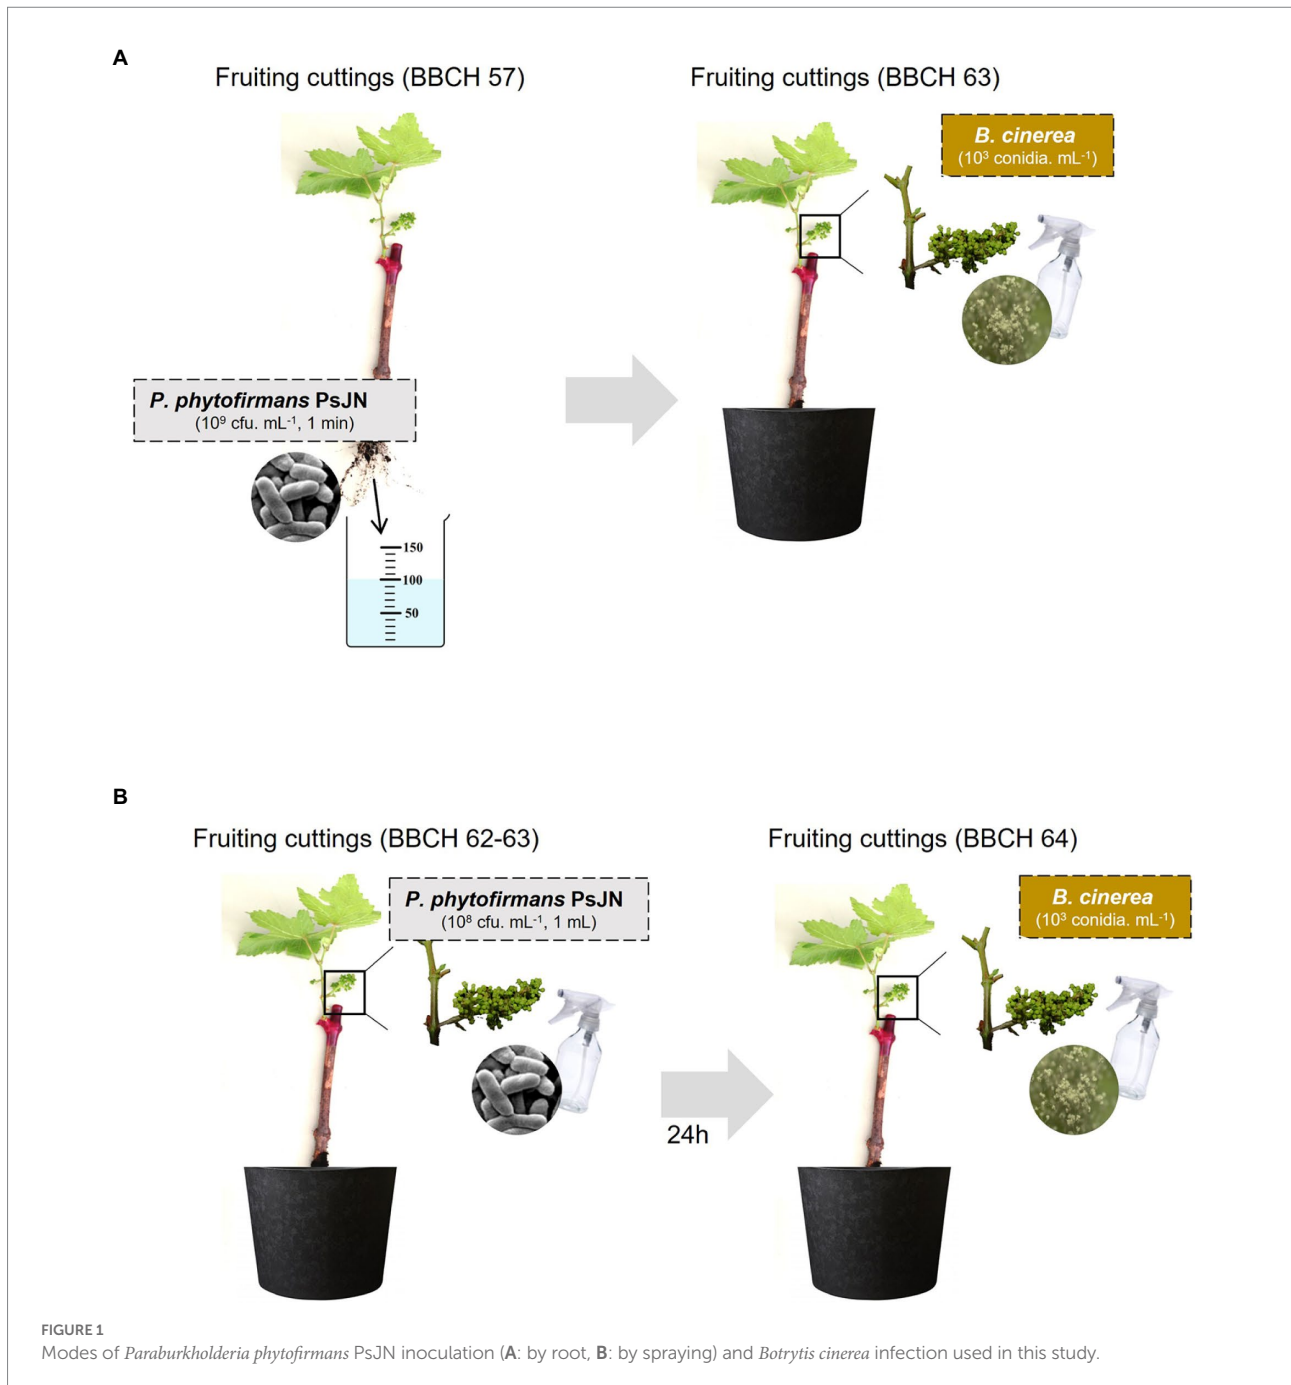 A
Fruiting cuttings (BBCH 57)
Fruiting cuttings (BBCH 63)
B. cinerea
(10³ conidia. mL⁻¹)
P. phytofirmans PsJN
(10⁹ cfu. mL⁻¹, 1 min)
150
100
50
B
Fruiting cuttings (BBCH 62-63)
Fruiting cuttings (BBCH 64)
P. phytofirmans PsJN
(10⁸ cfu. mL⁻¹, 1 mL)
B. cinerea
(10³ conidia. mL⁻¹)
24h
FIGURE 1
Modes of Paraburkholderia phytofirmans PsJN inoculation (A: by root, B: by spraying) and Botrytis cinerea infection used in this study.